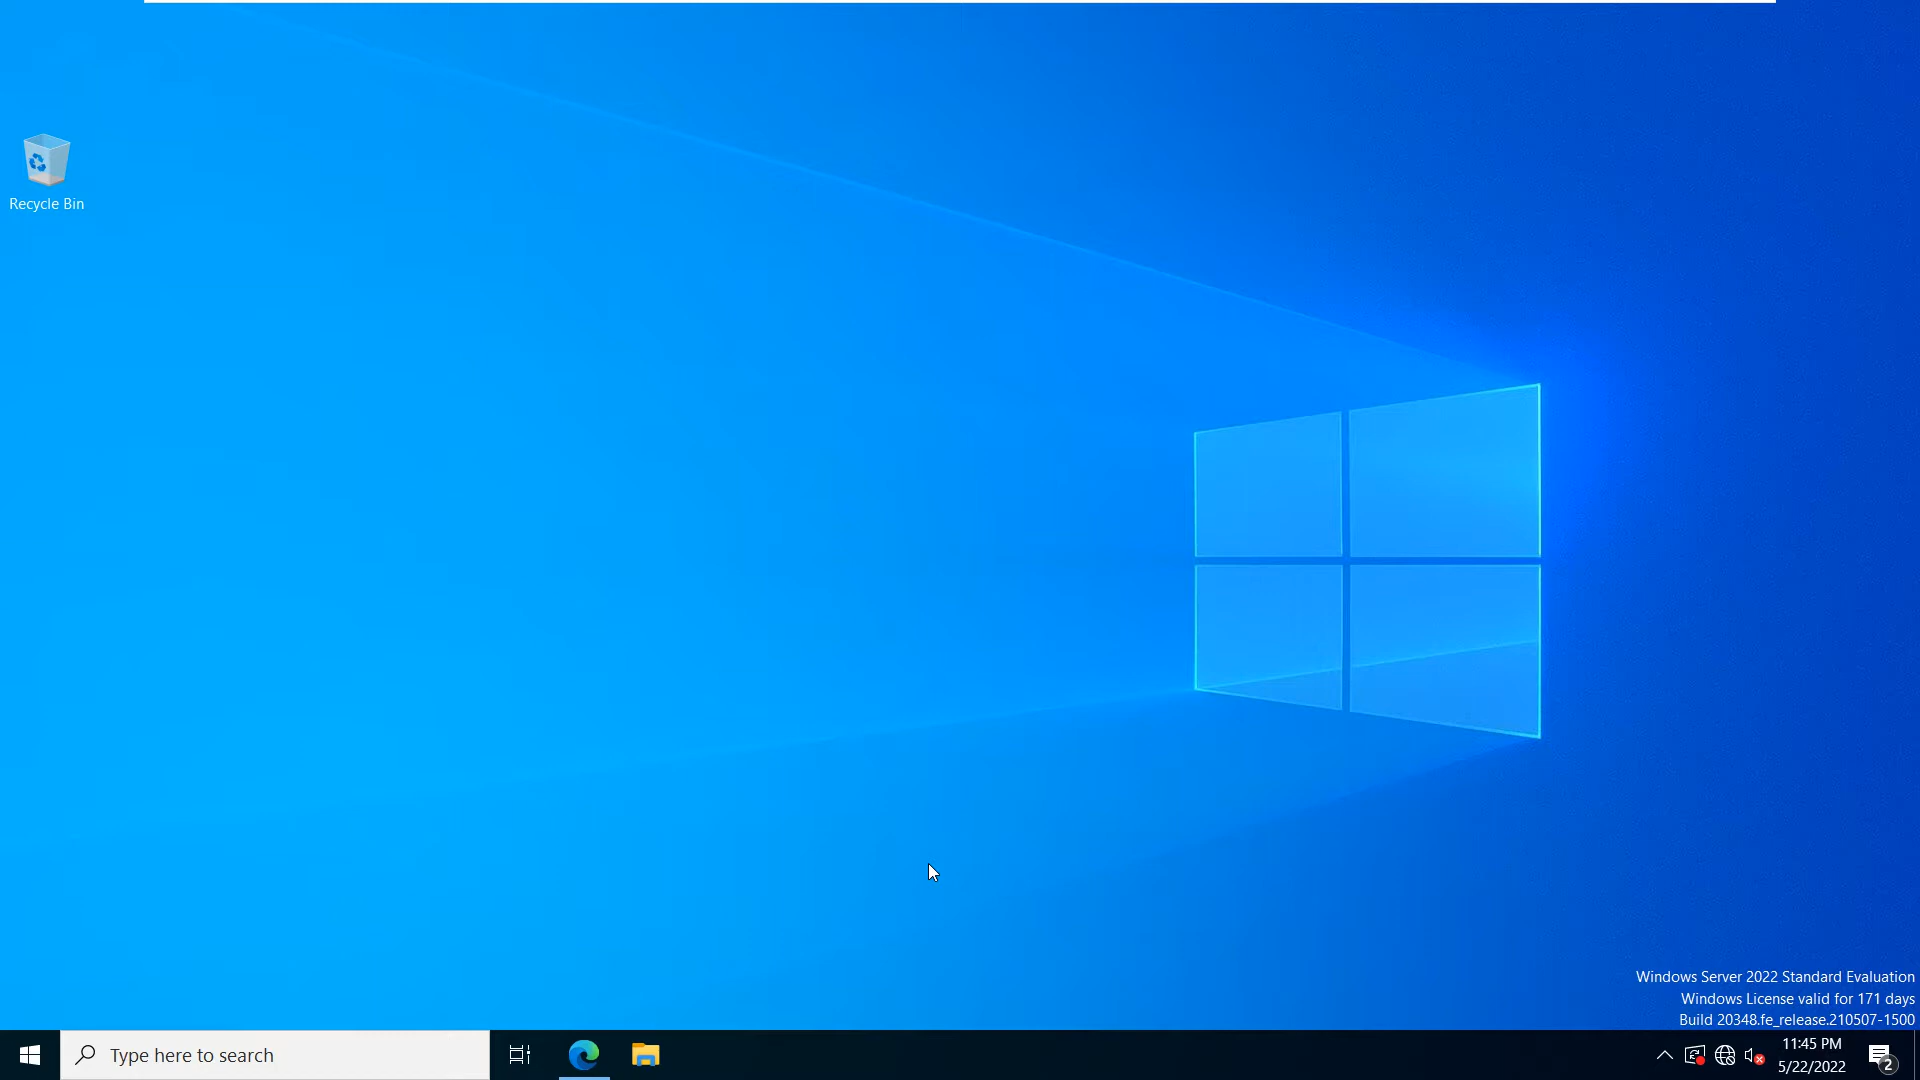 Recycle Bin
Windows Server 2022 Standard Evaluation
Windows License valid for 171 days
Build 20348.fe_release.210507-1500
Type here to search
11:45 PM
5/22/2022
2